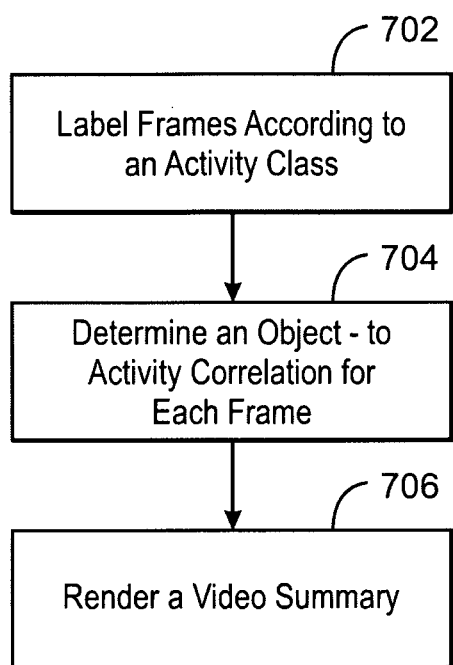 702
Label Frames According to
an Activity Class
704
Determine an Object - to
Activity Correlation for
Each Frame
706
Render a Video Summary